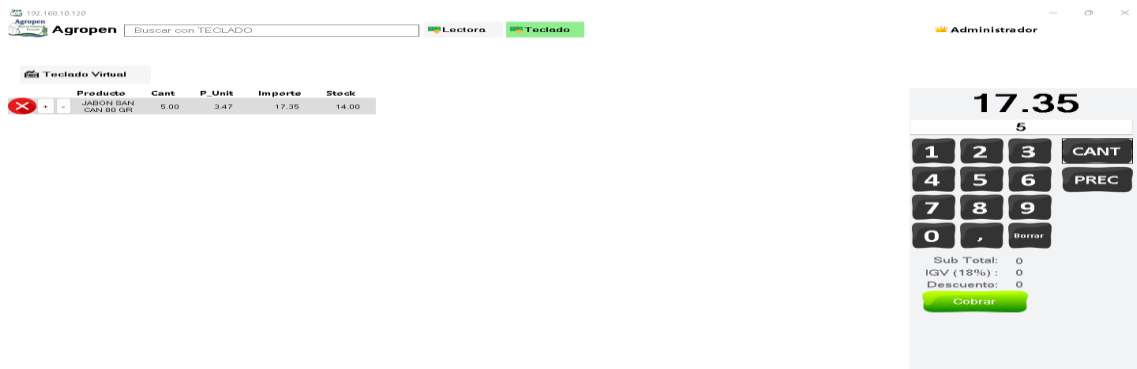 192.168.10.120
Agropen
Agropen Buscar con TECLADO Lectora Teclado Administrador
Teclado Virtual
Producto Cant P_Unit Importe Stock
+ - JABON SAN CAN 80 GR 5.00 3.47 17.35 14.00
17.35
5
1 2 3 CANT
4 5 6 PREC
7 8 9
0 , Borrar
Sub Total: 0
IGV (18%) : 0
Descuento: 0
Cobrar